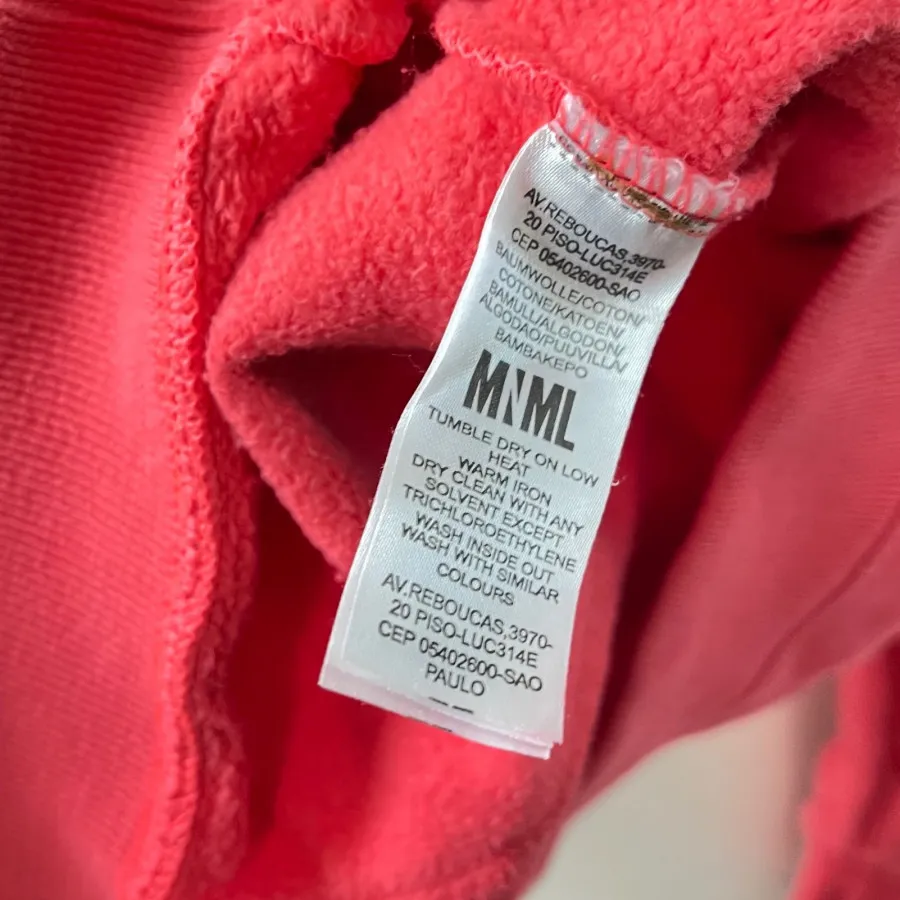 AV.REBOUCAS,3970-
20 PISO-LUC314E
CEP 05402600-SAO
BAUMWOLLE/COTON/
COTONE/KATOEN/
BAMULL/ALGODON/
ALGODAO/PUUVILLA/
BAMBAKEPO
MNML
TUMBLE DRY ON LOW
HEAT
WARM IRON
DRY CLEAN WITH ANY
SOLVENT EXCEPT
TRICHLOROETHYLENE
WASH INSIDE OUT
WASH WITH SIMILAR
COLOURS
AV.REBOUCAS,3970-
20 PISO-LUC314E
CEP 05402600-SAO
PAULO